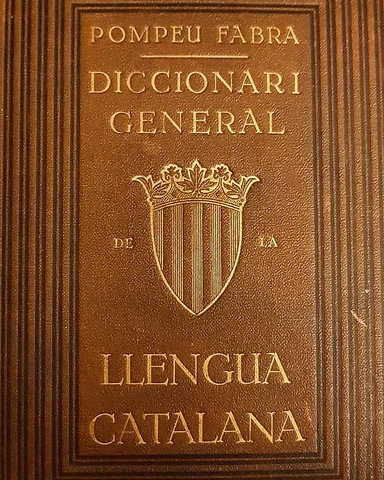 POMPEU FABRA
DICCIONARI
GENERAL
DE LA
LLENGUA
CATALANA